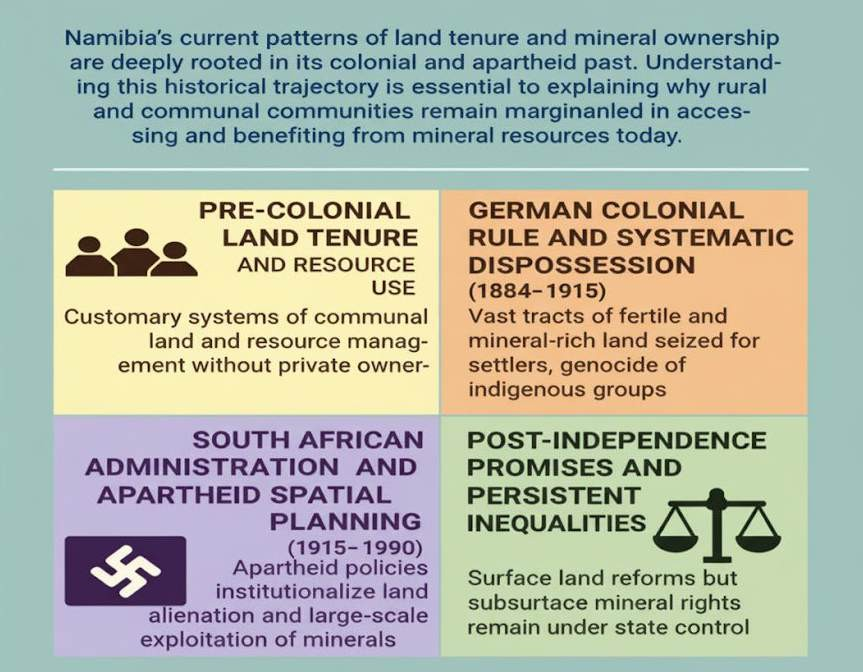 Namibia's current patterns of land tenure and mineral ownership
are deeply rooted in its colonial and apartheid past. Understand-
ing this historical trajectory is essential to explaining why rural
and communal communities remain marginanled in acces-
sing and benefiting from mineral resources today.
PRE-COLONIAL
LAND TENURE
AND RESOURCE
USE
Customary systems of communal
land and resource manag-
ement without private owner-
GERMAN COLONIAL
RULE AND SYSTEMATIC
DISPOSSESSION
(1884–1915)
Vast tracts of fertile and
mineral-rich land seized for
settlers, genocide of
indigenous groups
SOUTH AFRICAN
ADMINISTRATION AND
APARTHEID SPATIAL
PLANNING
(1915–1990)
Apartheid policies
institutionalize land
alienation and large-scale
exploitation of minerals
POST-INDEPENDENCE
PROMISES AND
PERSISTENT
INEQUALITIES
Surface land reforms but
subsurtace mineral rights
remain under state control